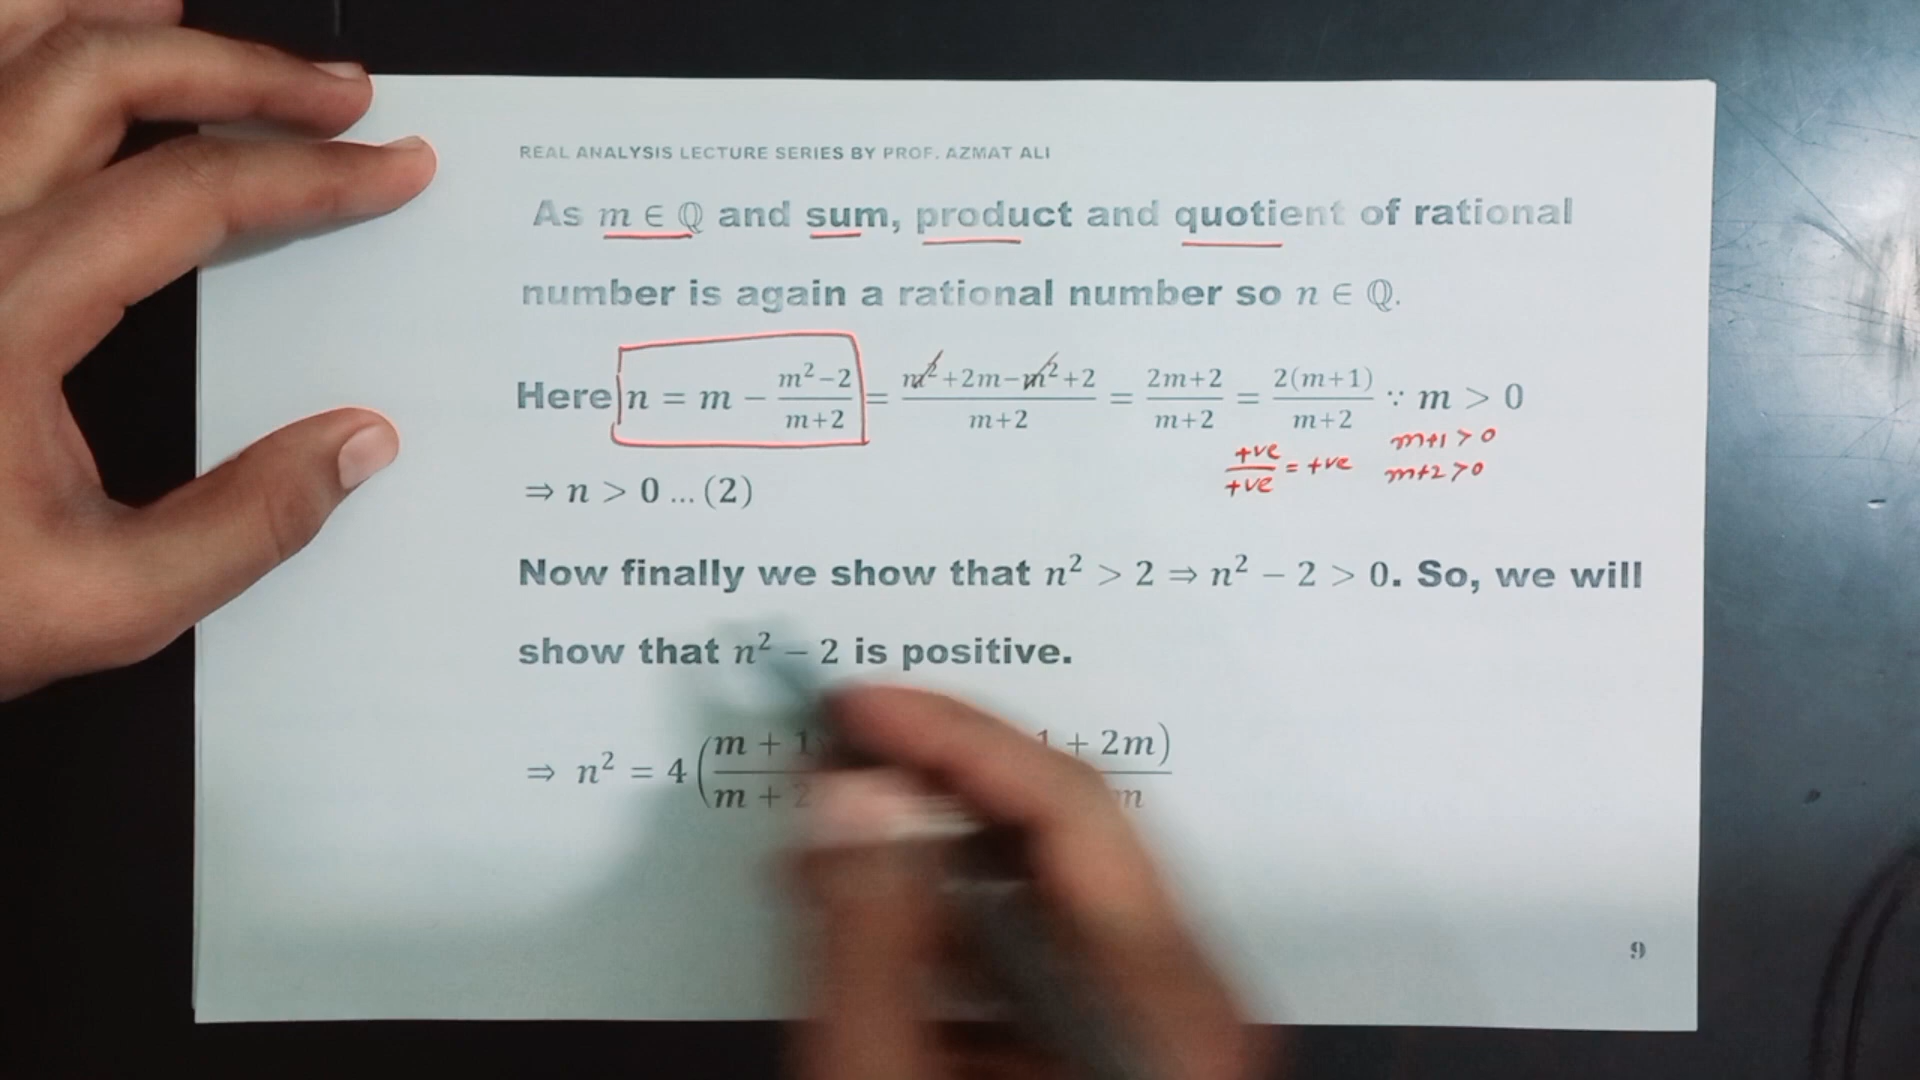 REAL ANALYSIS LECTURE SERIES BY PROF. AZMAT ALI
As m ∈ ℚ and sum, product and quotient of rational
number is again a rational number so n ∈ ℚ.
Here n = m − (m²−2)/(m+2) = (m²+2m−m²+2)/(m+2) = (2m+2)/(m+2) = 2(m+1)/(m+2) ∵ m > 0
+ve/+ve = +ve
m+1 > 0
m+2 > 0
⇒ n > 0 … (2)
Now finally we show that n² > 2 ⇒ n² − 2 > 0. So, we will
show that n² − 2 is positive.
⇒ n² = 4 (m + 1 / m + 2 1 + 2m) / m
9